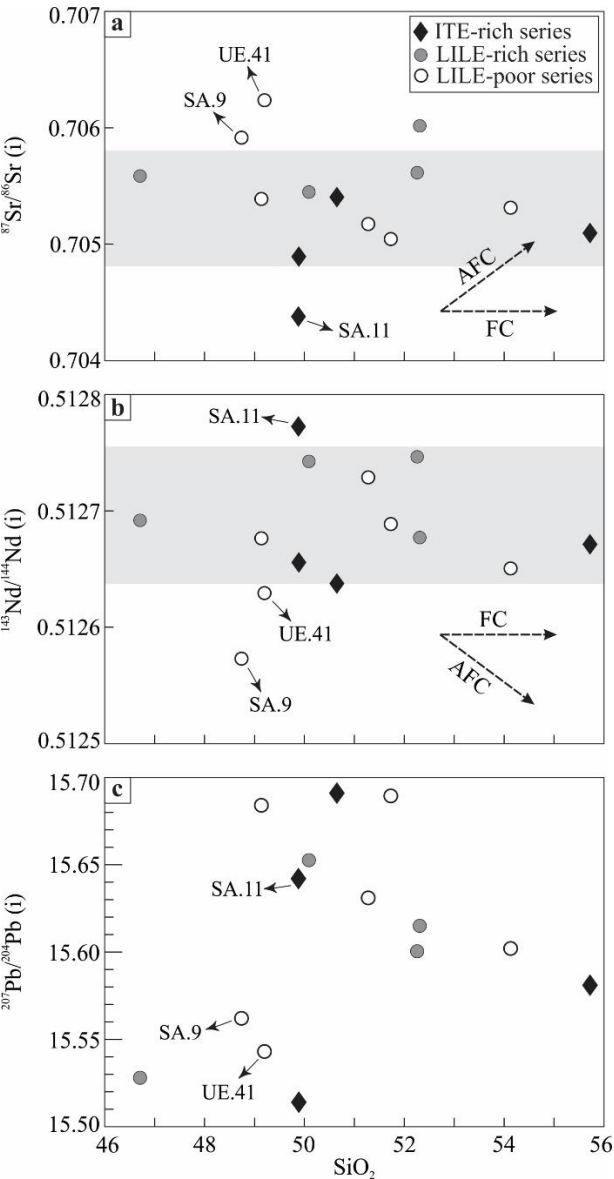 a
0.707
0.706
0.705
0.704
⁸⁷Sr/⁸⁶Sr (i)
ITE-rich series
LILE-rich series
LILE-poor series
UE.41
SA.9
SA.11
AFC
FC
b
0.5128
0.5127
0.5126
0.5125
¹⁴³Nd/¹⁴⁴Nd (i)
SA.11
UE.41
SA.9
FC
AFC
c
15.70
15.65
15.60
15.55
15.50
²⁰⁷Pb/²⁰⁴Pb (i)
SA.11
SA.9
UE.41
46 48 50 52 54 56
SiO₂